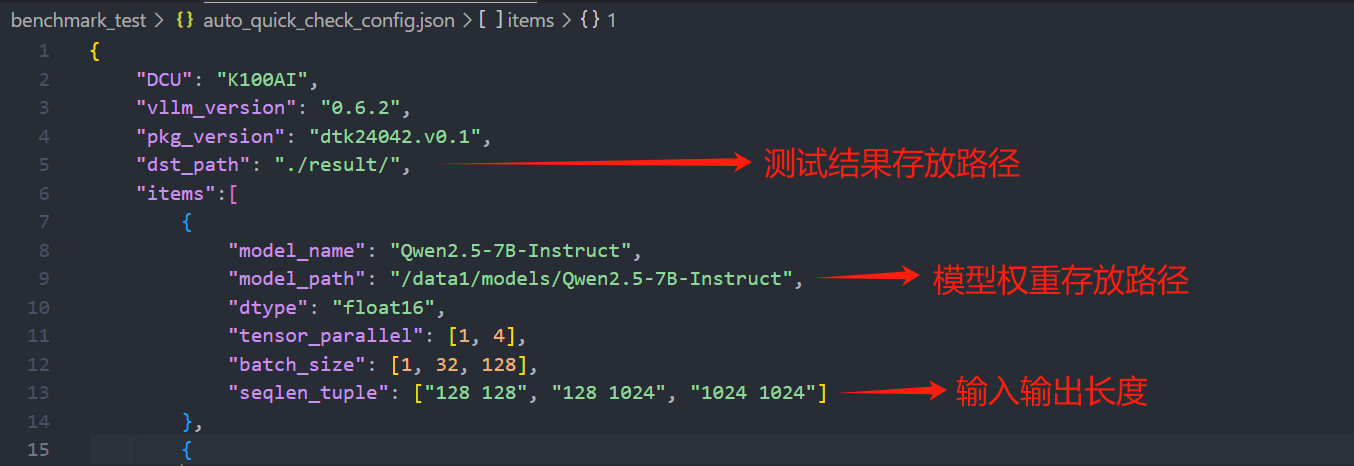 benchmark_test > {} auto_quick_check_config.json > [ ] items > {} 1
1 {
2 "DCU": "K100AI",
3 "vllm_version": "0.6.2",
4 "pkg_version": "dtk24042.v0.1",
5 "dst_path": "./result/", 测试结果存放路径
6 "items":[
7 {
8 "model_name": "Qwen2.5-7B-Instruct",
9 "model_path": "/data1/models/Qwen2.5-7B-Instruct", 模型权重存放路径
10 "dtype": "float16",
11 "tensor_parallel": [1, 4],
12 "batch_size": [1, 32, 128],
13 "seqlen_tuple": ["128 128", "128 1024", "1024 1024"] 输入输出长度
14 },
15 {